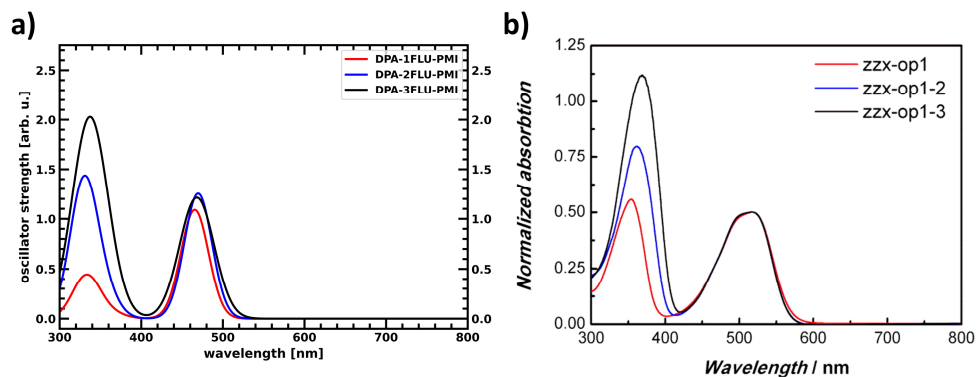 a)
oscillator strength [arb. u.]
2.5
2.0
1.5
1.0
0.5
0.0
2.5
2.0
1.5
1.0
0.5
0.0
300 400 500 600 700 800
wavelength [nm]
DPA-1FLU-PMI
DPA-2FLU-PMI
DPA-3FLU-PMI
b)
Normalized absorbtion
1.25
1.00
0.75
0.50
0.25
0.00
300 400 500 600 700 800
Wavelength / nm
zzx-op1
zzx-op1-2
zzx-op1-3